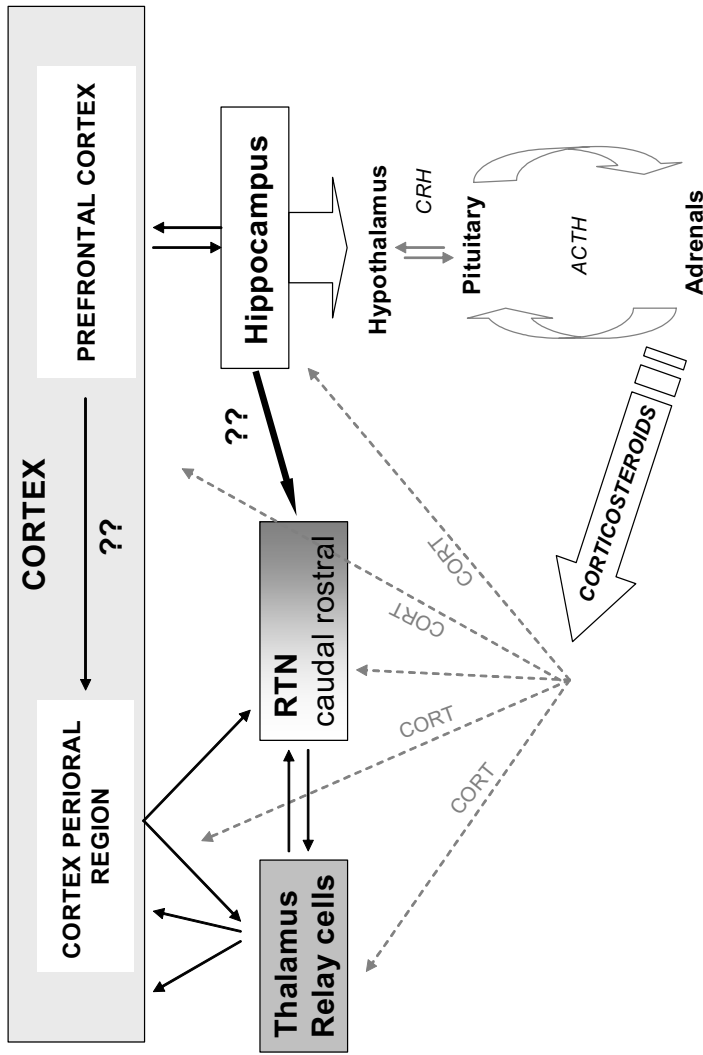 CORTEX
CORTEX PERIORAL
REGION
??
PREFRONTAL CORTEX
Thalamus
Relay cells
RTN
caudal rostral
??
Hippocampus
Hypothalamus
CRH
Pituitary
ACTH
Adrenals
CORT
CORT
CORT
CORT
CORTICOSTEROIDS